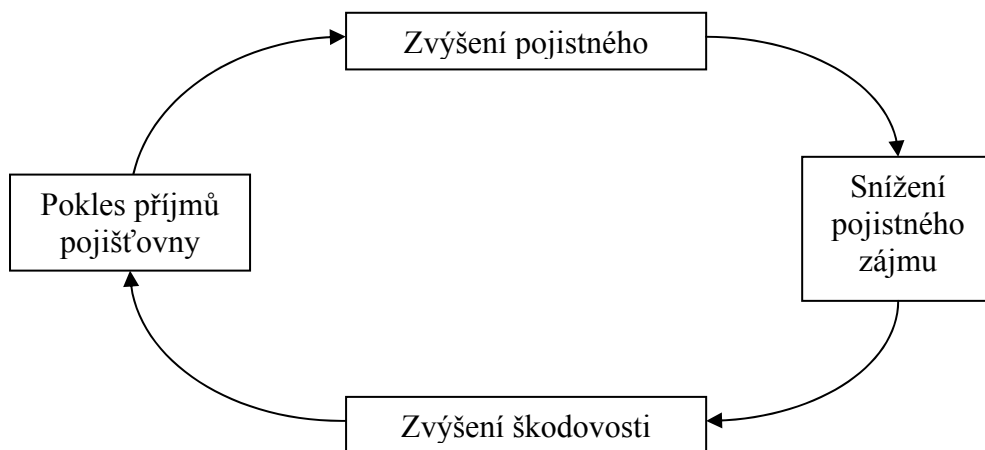 Zvýšení pojistného
Snížení
pojistného
zájmu
Pokles příjmů
pojišťovny
Zvýšení škodovosti